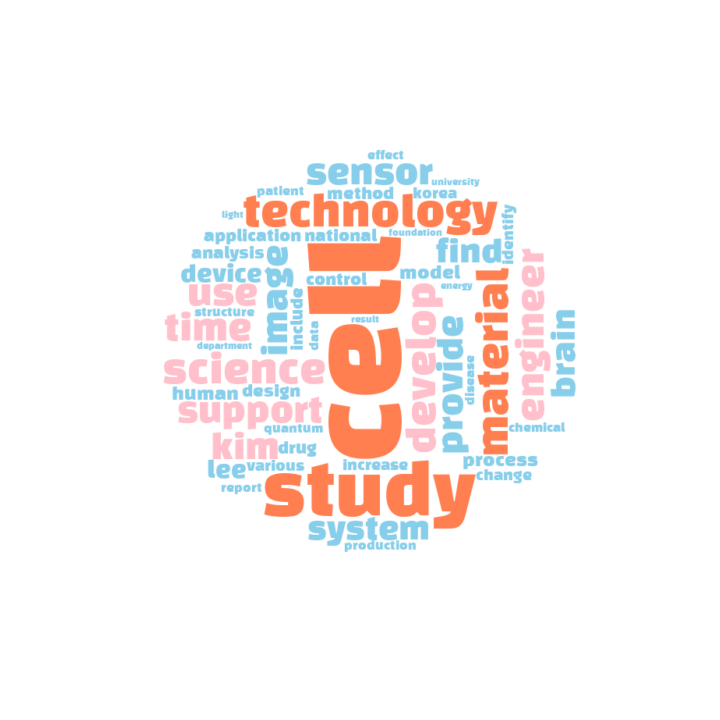 effect
sensor
university
patient
method
korea
light
technology
identify
application
national
foundation
analysis
find
image
device
control
model
engineer
use
include
cell
energy
material
structure
data
result
develop
provide
brain
time
department
disease
science
human
design
support
quantum
chemical
kim
drug
lee
various
increase
process
change
report
study
system
production